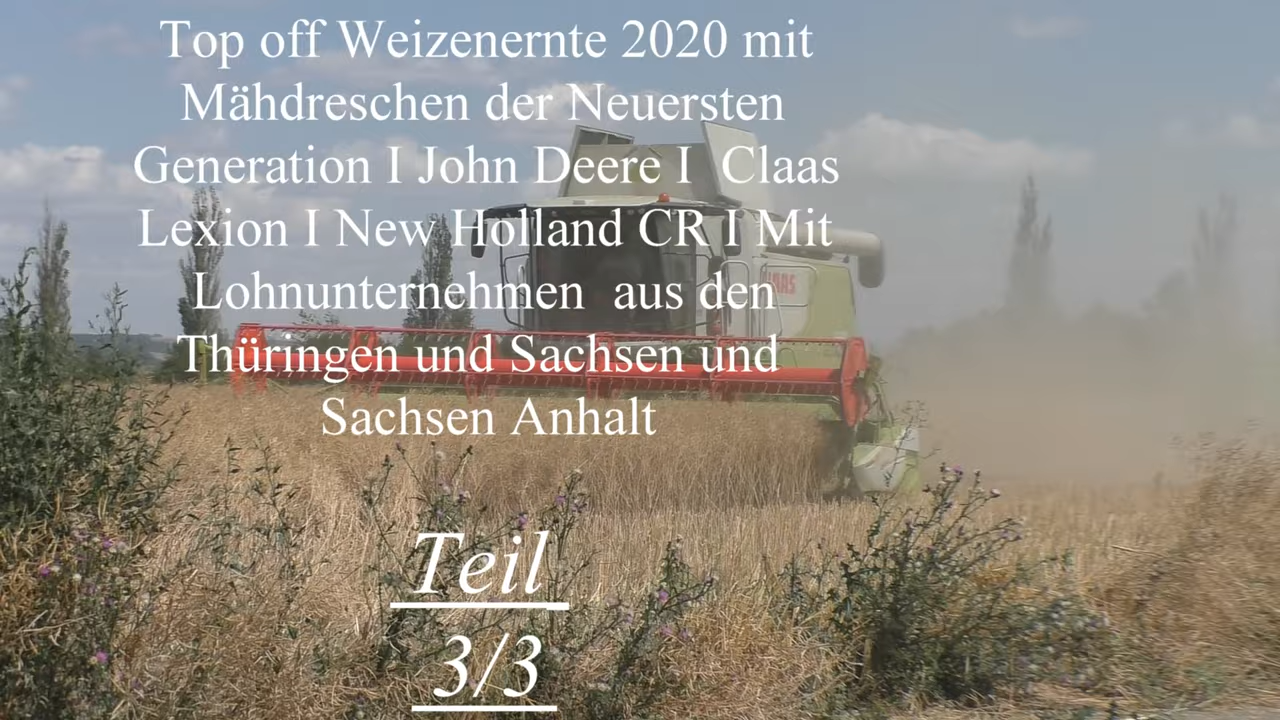 Top off Weizenernte 2020 mit
Mähdreschen der Neuersten
Generation I John Deere I Claas
Lexion I New Holland CR I Mit
Lohnunternehmen aus den
Thüringen und Sachsen und
Sachsen Anhalt
Teil
3/3
CLAAS